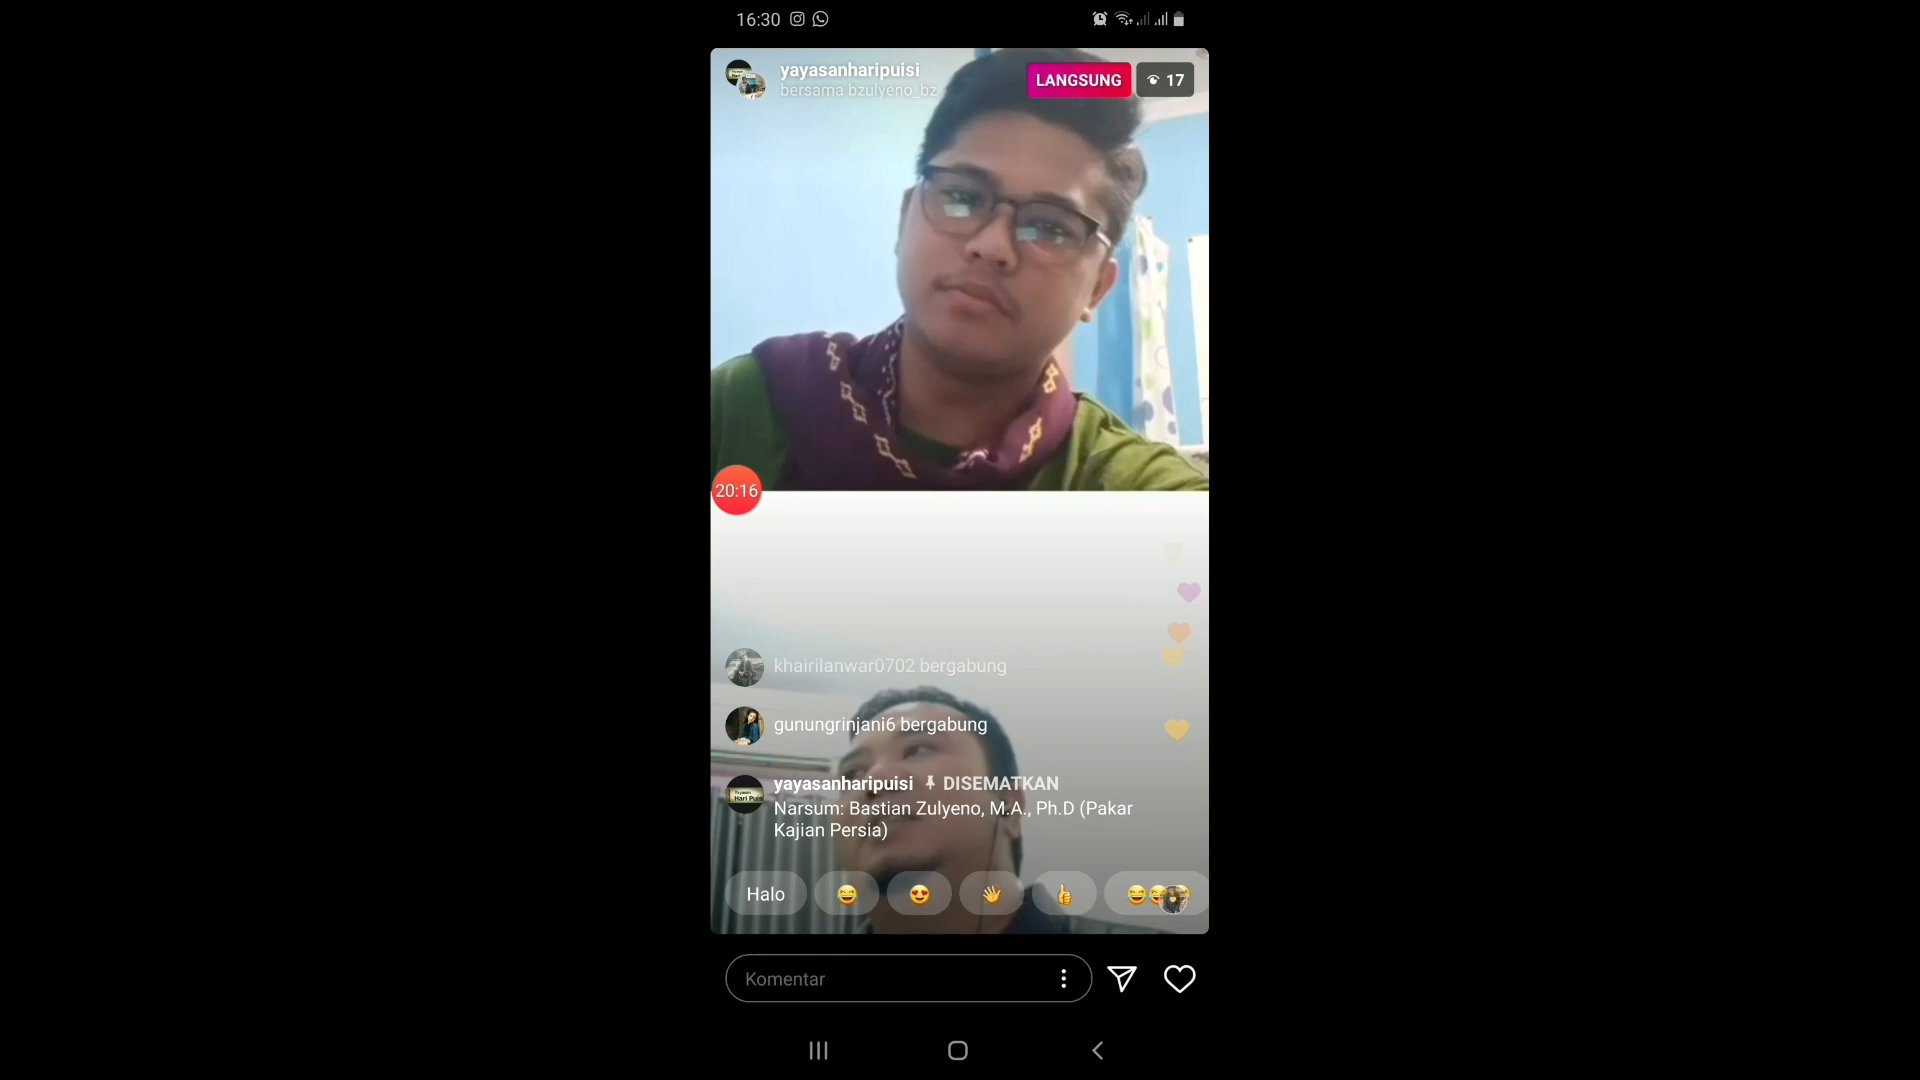 16:30
yayasanharipuisi
bersama bzulyeno_bz
LANGSUNG
17
20:16
khairilanwar0702 bergabung
gunungrinjani6 bergabung
yayasanharipuisi DISEMATKAN
Narsum: Bastian Zulyeno, M.A., Ph.D (Pakar
Kajian Persia)
Halo
Komentar